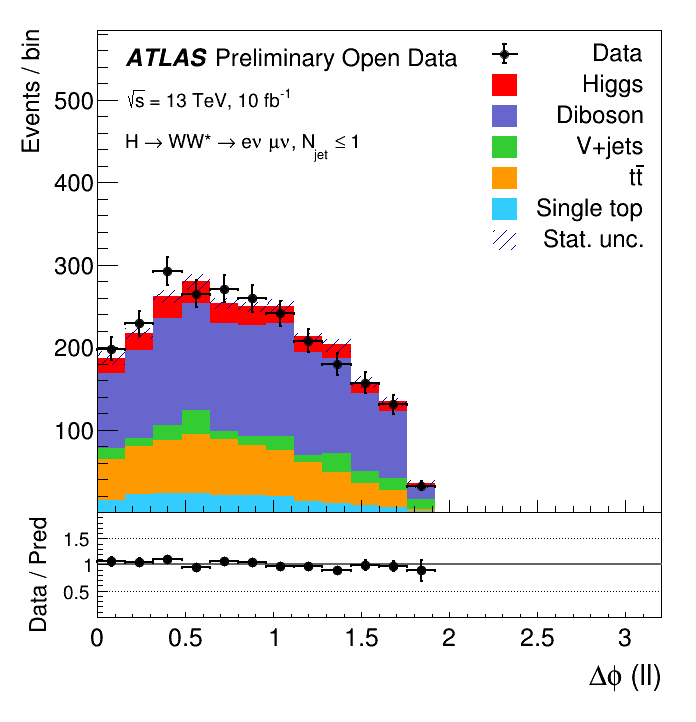 Events / bin
500
400
300
200
100
ATLAS Preliminary Open Data
√s = 13 TeV, 10 fb⁻¹
H → WW* → eν μν, N_jet ≤ 1
Data
Higgs
Diboson
V+jets
tt̄
Single top
Stat. unc.
Data / Pred
1.5
1
0.5
0 0.5 1 1.5 2 2.5 3
Δϕ (ll)